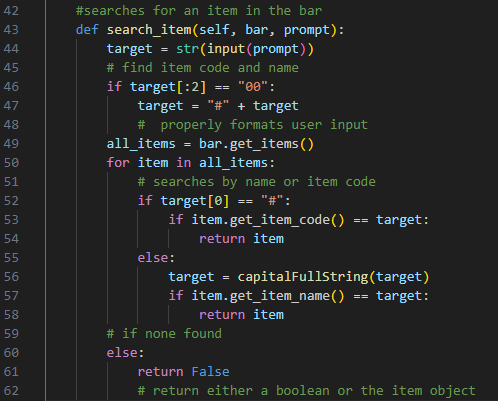 42 #searches for an item in the bar
43 def search_item(self, bar, prompt):
44 target = str(input(prompt))
45 # find item code and name
46 if target[:2] == "00":
47 target = "#" + target
48 #  properly formats user input
49 all_items = bar.get_items()
50 for item in all_items:
51 # searches by name or item code
52 if target[0] == "#":
53 if item.get_item_code() == target:
54 return item
55 else:
56 target = capitalFullString(target)
57 if item.get_item_name() == target:
58 return item
59 # if none found
60 else:
61 return False
62 # return either a boolean or the item object